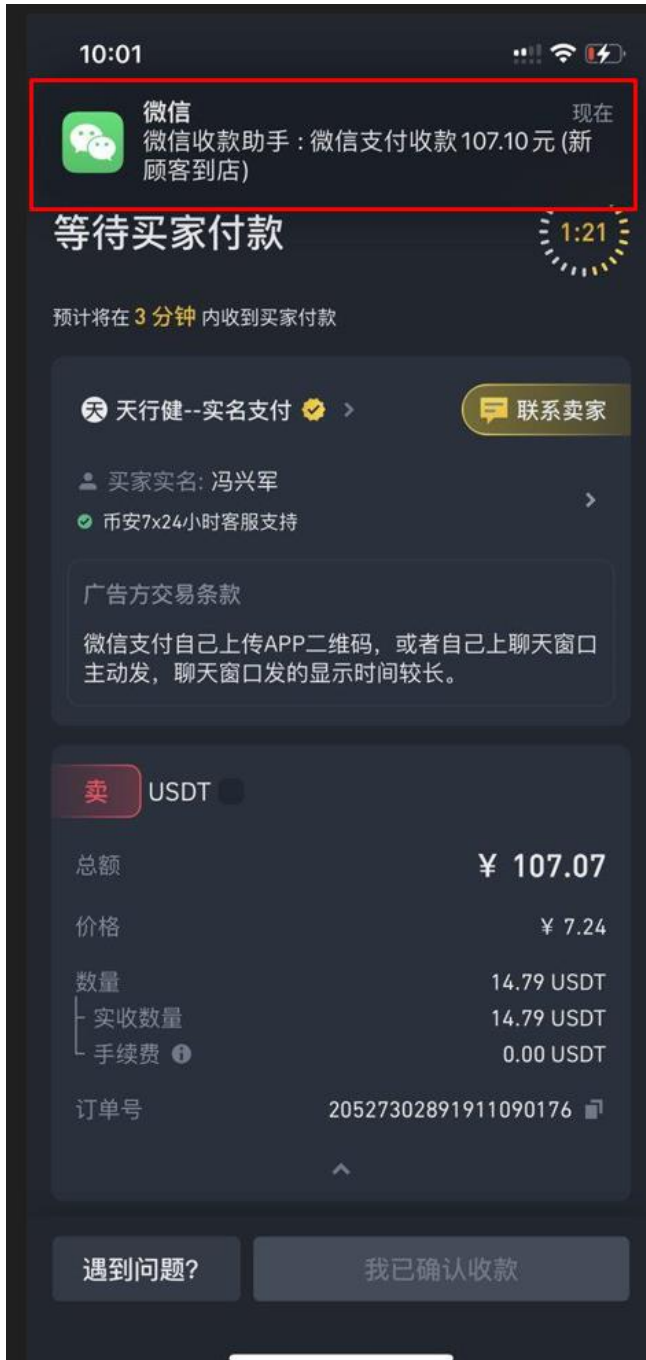 10:01
微信
现在
微信收款助手：微信支付收款107.10元 (新
顾客到店)
等待买家付款
1:21
预计将在 3 分钟 内收到买家付款
天 天行健--实名支付
联系卖家
买家实名: 冯兴军
币安7x24小时客服支持
广告方交易条款
微信支付自己上传APP二维码，或者自己上聊天窗口
主动发，聊天窗口发的显示时间较长。
卖 USDT
总额 ¥ 107.07
价格 ¥ 7.24
数量 14.79 USDT
实收数量 14.79 USDT
手续费 0.00 USDT
订单号 20527302891911090176
遇到问题?
我已确认收款